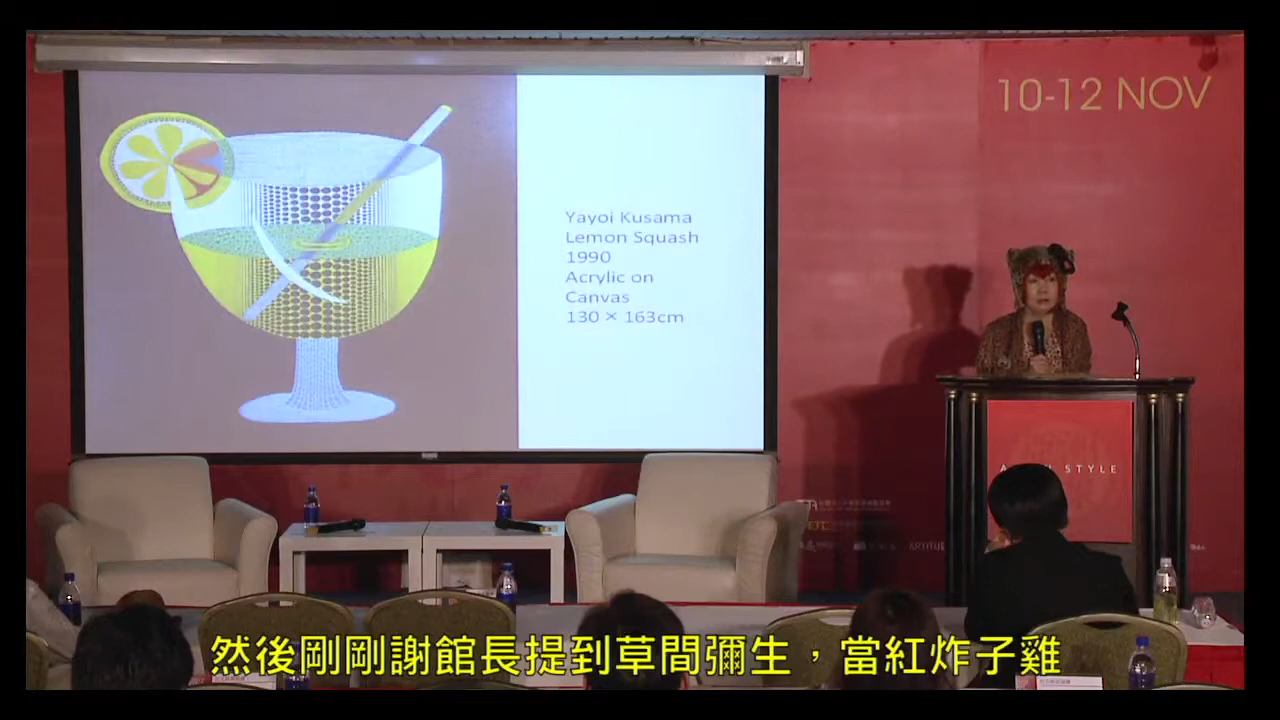 10-12 NOV
Yayoi Kusama
Lemon Squash
1990
Acrylic on
Canvas
130 × 163cm
STYLE
然後剛剛謝館長提到草間彌生，當紅炸子雞